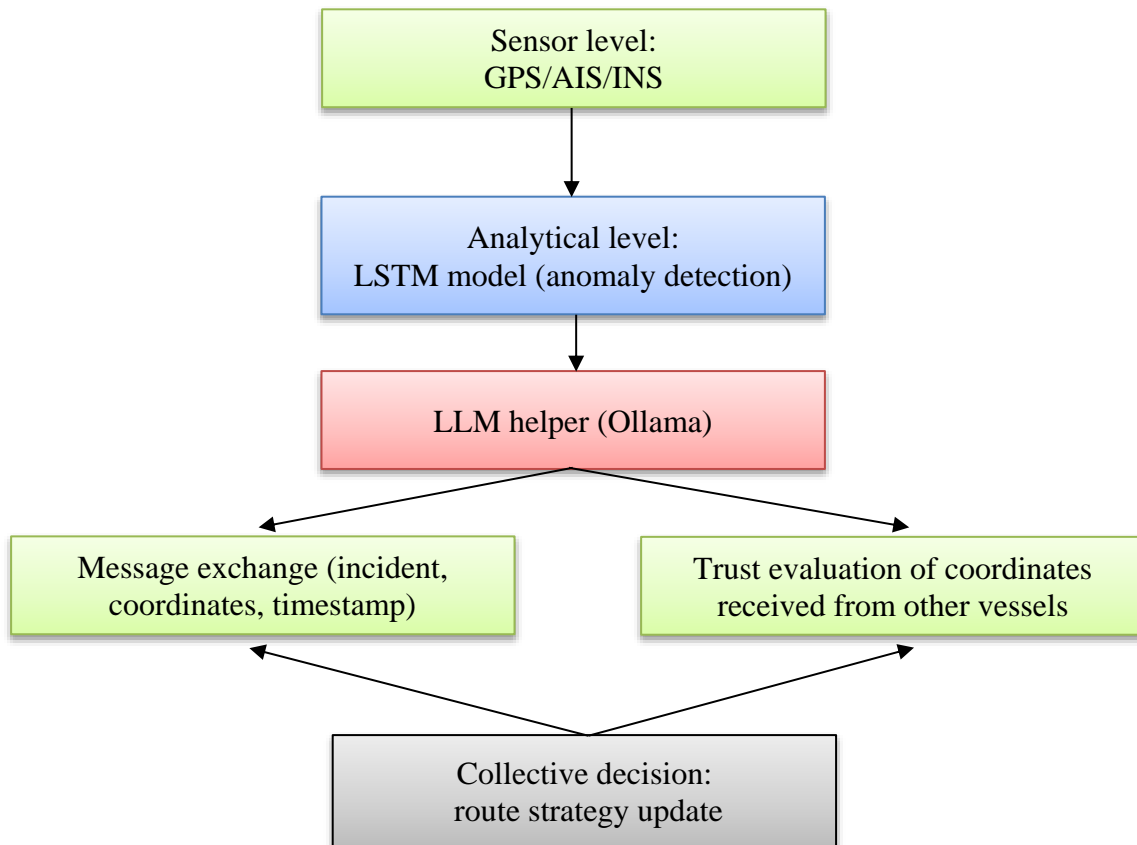 Sensor level:
GPS/AIS/INS
Analytical level:
LSTM model (anomaly detection)
LLM helper (Ollama)
Message exchange (incident,
coordinates, timestamp)
Trust evaluation of coordinates
received from other vessels
Collective decision:
route strategy update